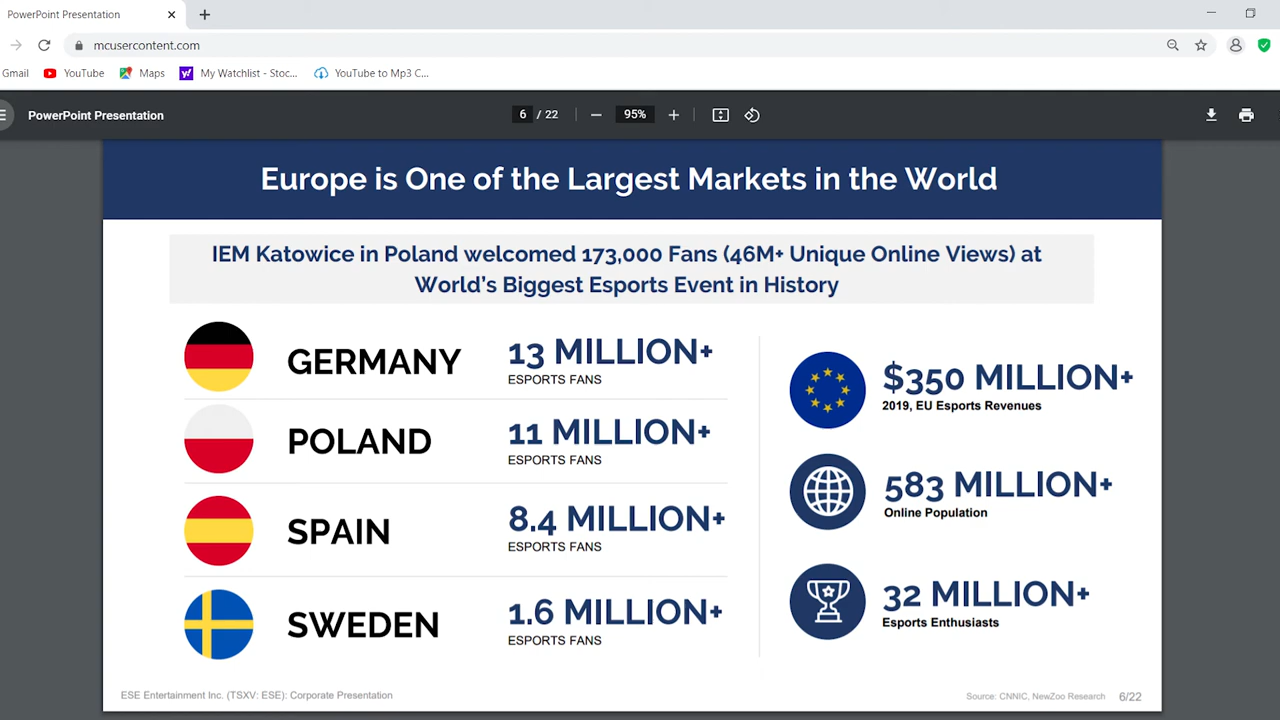 PowerPoint Presentation
mcusercontent.com
Gmail YouTube Maps My Watchlist - Stoc... YouTube to Mp3 C...
PowerPoint Presentation 6 / 22 95%
Europe is One of the Largest Markets in the World
IEM Katowice in Poland welcomed 173,000 Fans (46M+ Unique Online Views) at
World's Biggest Esports Event in History
GERMANY
13 MILLION+
ESPORTS FANS
POLAND
11 MILLION+
ESPORTS FANS
SPAIN
8.4 MILLION+
ESPORTS FANS
SWEDEN
1.6 MILLION+
ESPORTS FANS
$350 MILLION+
2019, EU Esports Revenues
583 MILLION+
Online Population
32 MILLION+
Esports Enthusiasts
ESE Entertainment Inc. (TSXV: ESE): Corporate Presentation
Source: CNNIC, NewZoo Research 6/22